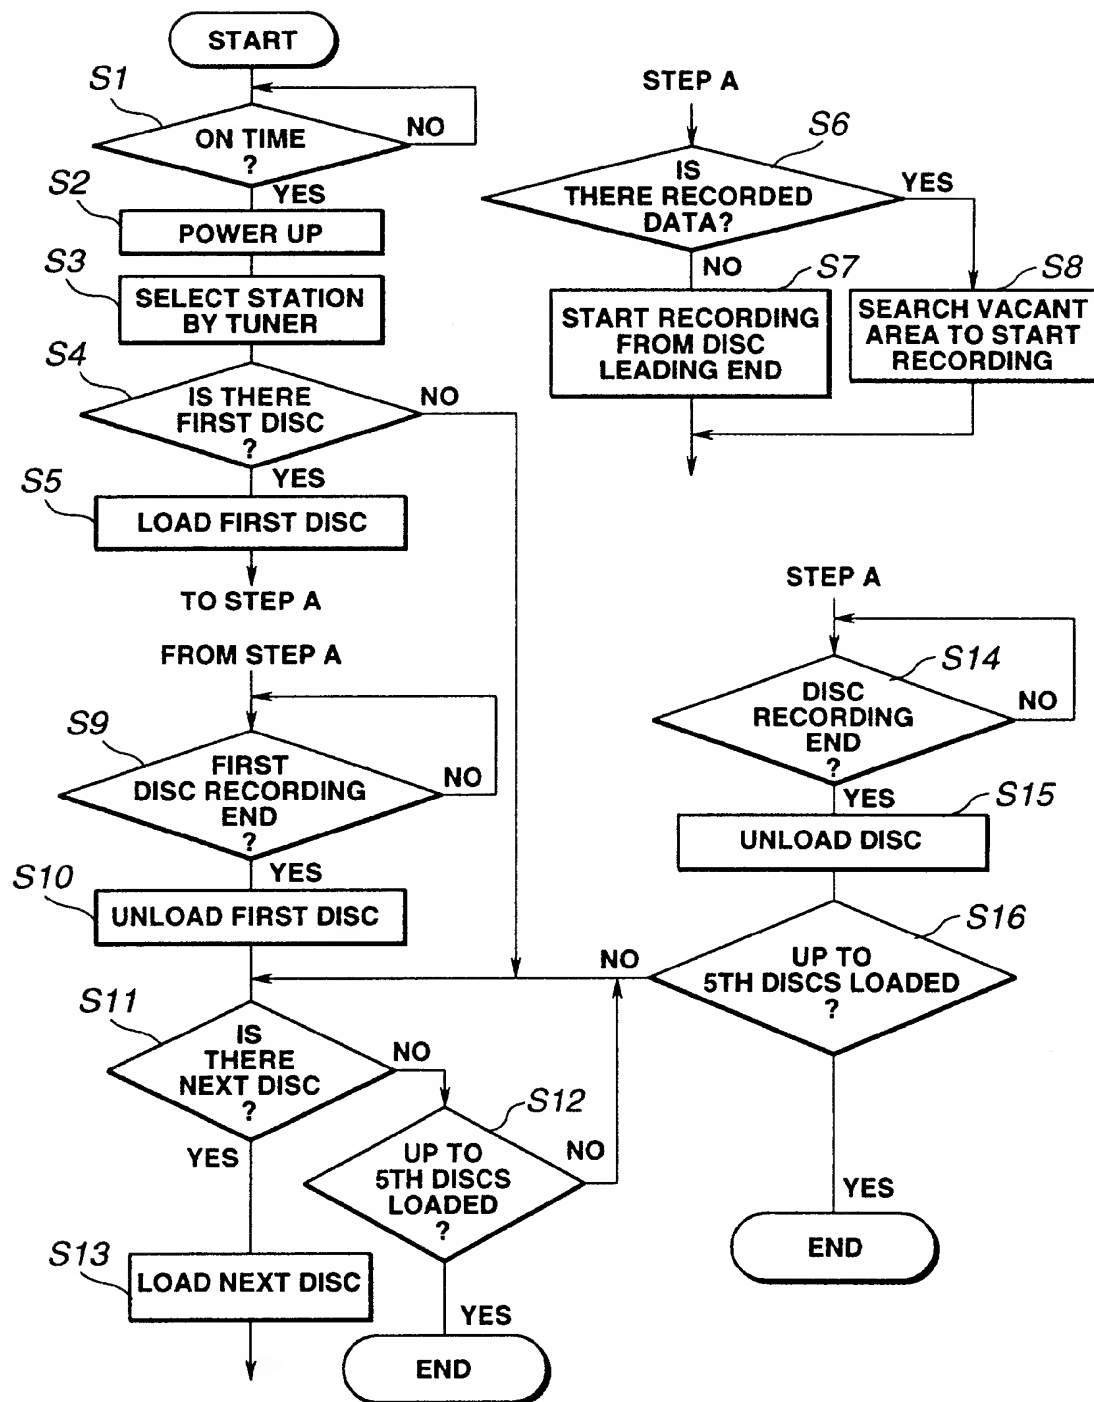 START
S1
ON TIME
?
NO
YES
S2
POWER UP
S3
SELECT STATION
BY TUNER
S4
IS THERE
FIRST DISC
?
NO
YES
S5
LOAD FIRST DISC
TO STEP A
FROM STEP A
S9
FIRST
DISC RECORDING
END
?
NO
YES
S10
UNLOAD FIRST DISC
S11
IS
THERE
NEXT DISC
?
NO
YES
S12
UP TO
5TH DISCS
LOADED
?
NO
YES
END
S13
LOAD NEXT DISC
STEP A
S6
IS
THERE RECORDED
DATA?
YES
NO
S7
START RECORDING
FROM DISC
LEADING END
S8
SEARCH VACANT
AREA TO START
RECORDING
STEP A
S14
DISC
RECORDING
END
?
NO
YES
S15
UNLOAD DISC
S16
UP TO
5TH DISCS LOADED
?
NO
YES
END